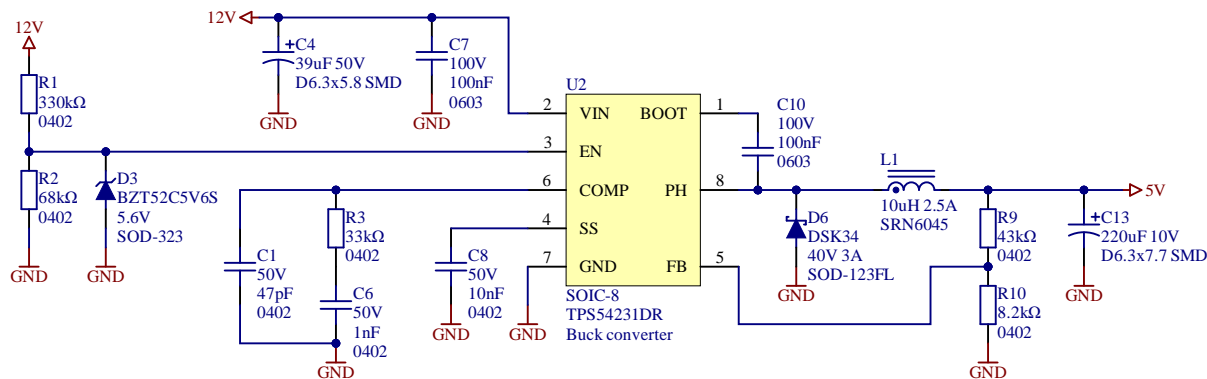 12V
12V
C4
39uF 50V
D6.3x5.8 SMD
GND
C7
100V
100nF
0603
GND
R1
330kΩ
0402
R2
68kΩ
0402
GND
D3
BZT52C5V6S
5.6V
SOD-323
GND
C1
50V
47pF
0402
R3
33kΩ
0402
C6
50V
1nF
0402
GND
C8
50V
10nF
0402
GND
GND
U2
2 VIN BOOT 1
3 EN
6 COMP PH 8
4 SS
7 GND FB 5
SOIC-8
TPS54231DR
Buck converter
C10
100V
100nF
0603
D6
DSK34
40V 3A
SOD-123FL
GND
L1
10uH 2.5A
SRN6045
5V
R9
43kΩ
0402
R10
8.2kΩ
0402
GND
C13
220uF 10V
D6.3x7.7 SMD
GND